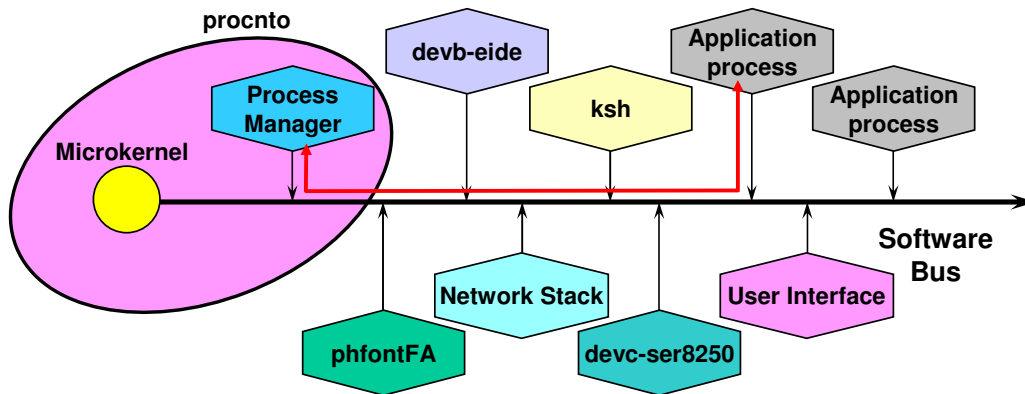 procnto
devb-eide
Application
process
Process
Manager
ksh
Application
process
Microkernel
Software
Bus
Network Stack
User Interface
phfontFA
devc-ser8250